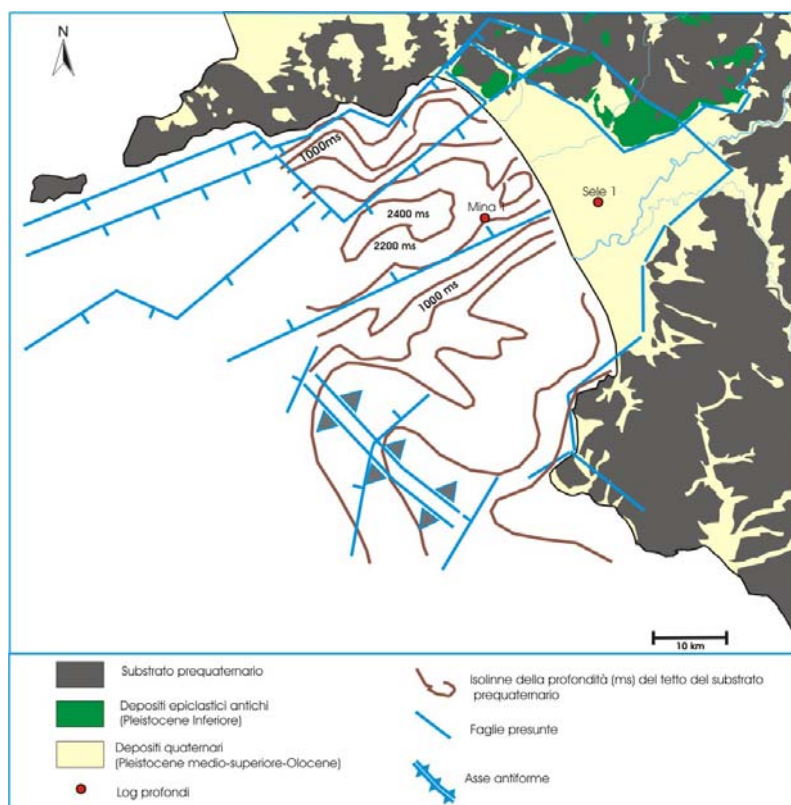 N
1000ms
2400 ms
2200 ms
Mina 1
Sele 1
1000 ms
10 km
Substrato prequaternario
Depositi epiclastici antichi
(Pleistocene Inferiore)
Depositi quaternari
(Pleistocene medio-superiore-Olocene)
Log profondi
Isolinne della profondità (ms) del tetto del substrato
prequaternario
Faglie presunte
Asse antiforme